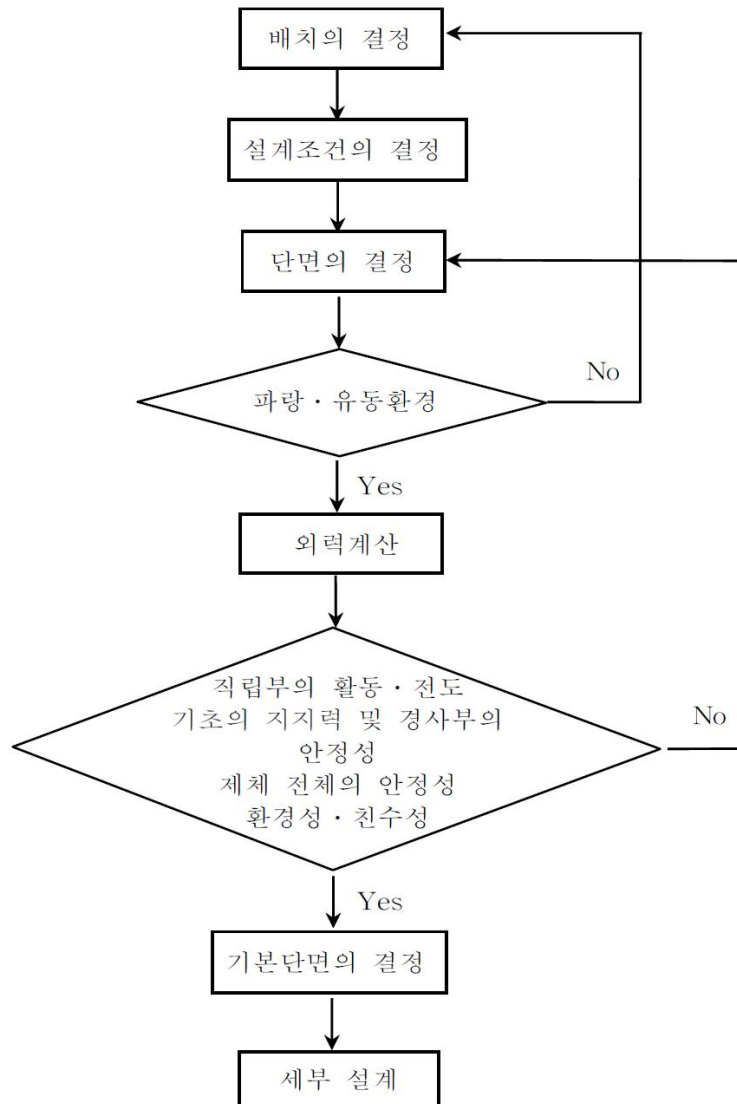 배치의 결정
설계조건의 결정
단면의 결정
파랑·유동환경
No
Yes
외력계산
직립부의 활동·전도
기초의 지지력 및 경사부의
안정성
제체 전체의 안정성
환경성·친수성
No
Yes
기본단면의 결정
세부 설계